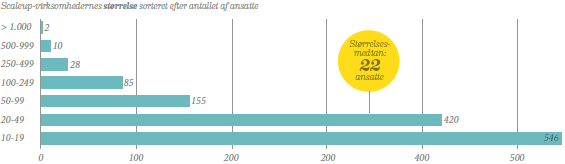 Scaleup-virksomhedernes størrelse sorteret efter antallet af ansatte
> 1.000 2
500-999 10
250-499 28
100-249 85
50-99 155
20-49 420
10-19 546
Størrelses-
median:
22
ansatte
0 100 200 200 400 500